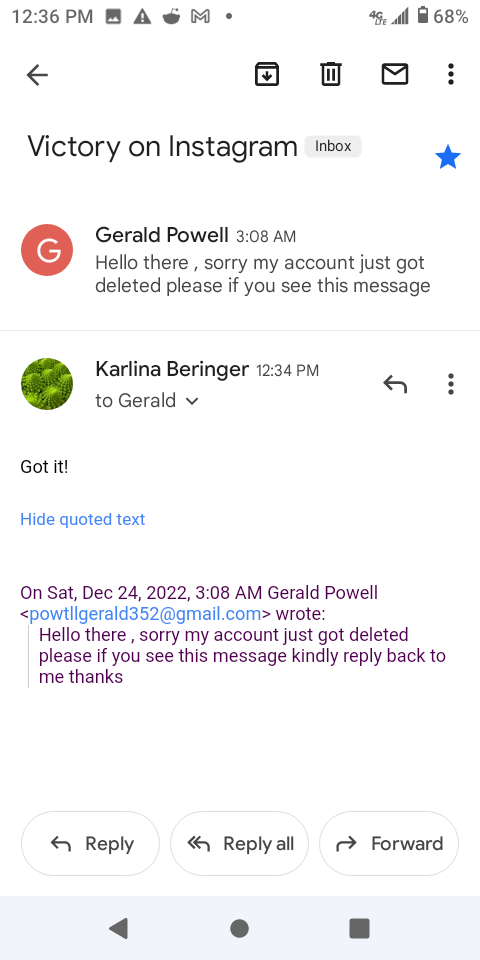 12:36 PM 4G LTE 68%
Victory on Instagram Inbox
G Gerald Powell 3:08 AM
Hello there , sorry my account just got
deleted please if you see this message
Karlina Beringer 12:34 PM
to Gerald
Got it!
Hide quoted text
On Sat, Dec 24, 2022, 3:08 AM Gerald Powell
<powtllgerald352@gmail.com> wrote:
Hello there , sorry my account just got deleted
please if you see this message kindly reply back to
me thanks
Reply Reply all Forward